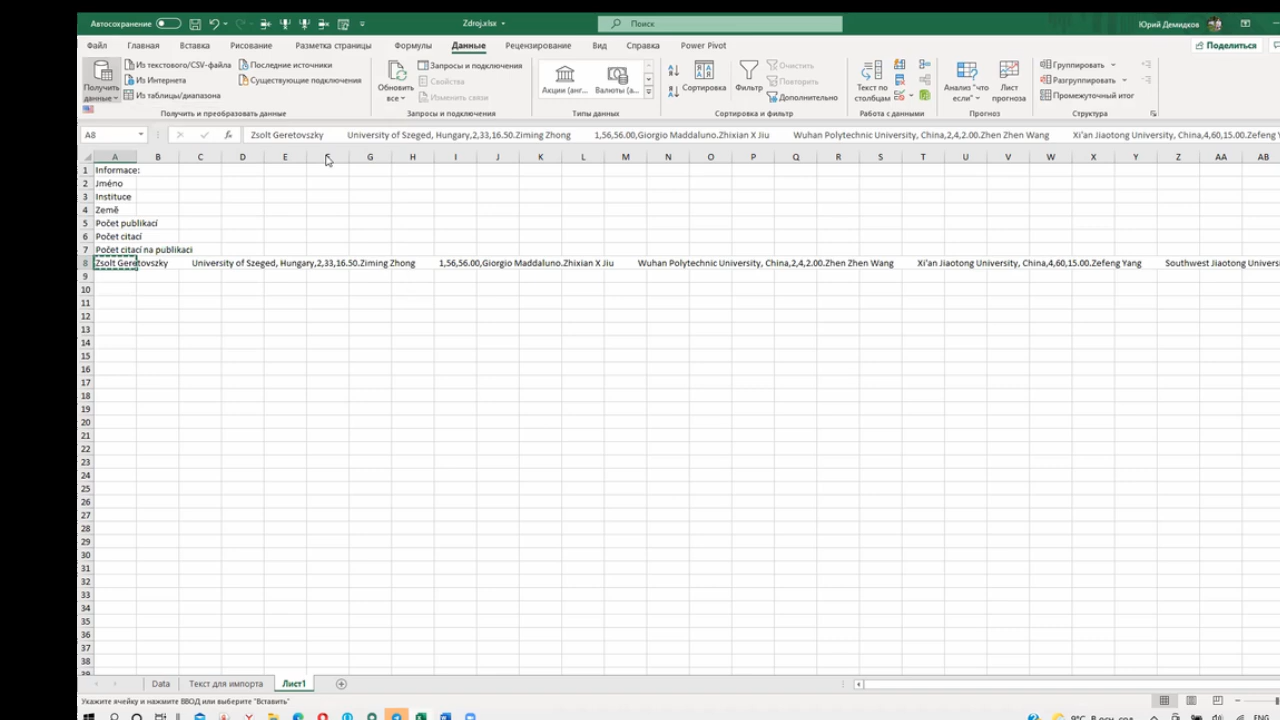 Автосохранение Zdroj.xlsx Поиск Юрий Демидков
Файл Главная Вставка Рисование Разметка страницы Формулы Данные Рецензирование Вид Справка Power Pivot Поделиться
Получить данные Из текстового/CSV-файла Последние источники
Из Интернета Существующие подключения
Из таблицы/диапазона
Обновить все Запросы и подключения
Свойства
Изменить связи
Акции (анг... Валюты (а...
Сортировка Фильтр Очистить
Повторить
Дополнительно
Текст по столбцам
Анализ "что если" Лист прогноза
Группировать
Разгруппировать
Промежуточный итог
Получить и преобразовать данные Запросы и подключения Типы данных Сортировка и фильтр Работа с данными Прогноз Структура
A8 fx Zsolt Geretovszky University of Szeged, Hungary,2,33,16.50.Ziming Zhong 1,56,56.00,Giorgio Maddaluno.Zhixian X Jiu Wuhan Polytechnic University, China,2,4,2.00.Zhen Zhen Wang Xi'an Jiaotong University, China,4,60,15.00.Zefeng Y
A B C D E F G H I J K L M N O P Q R S T U V W X Y Z AA AB
1 Informace:
2 Jméno
3 Instituce
4 Země
5 Počet publikací
6 Počet citací
7 Počet citací na publikaci
8 Zsolt Geretovszky University of Szeged, Hungary,2,33,16.50.Ziming Zhong 1,56,56.00,Giorgio Maddaluno.Zhixian X Jiu Wuhan Polytechnic University, China,2,4,2.00.Zhen Zhen Wang Xi'an Jiaotong University, China,4,60,15.00.Zefeng Yang Southwest Jiaotong Universi
9
10
11
12
13
14
15
16
17
18
19
20
21
22
23
24
25
26
27
28
29
30
31
32
33
34
35
36
37
38
Data Текст для импорта Лист1
Укажите ячейку и нажмите ВВОД или выберите "Вставить"